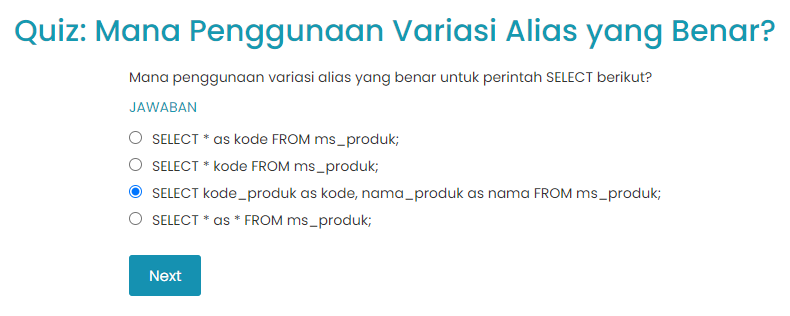 Quiz: Mana Penggunaan Variasi Alias yang Benar?
Mana penggunaan variasi alias yang benar untuk perintah SELECT berikut?
JAWABAN
SELECT * as kode FROM ms_produk;
SELECT * kode FROM ms_produk;
SELECT kode_produk as kode, nama_produk as nama FROM ms_produk;
SELECT * as * FROM ms_produk;
Next